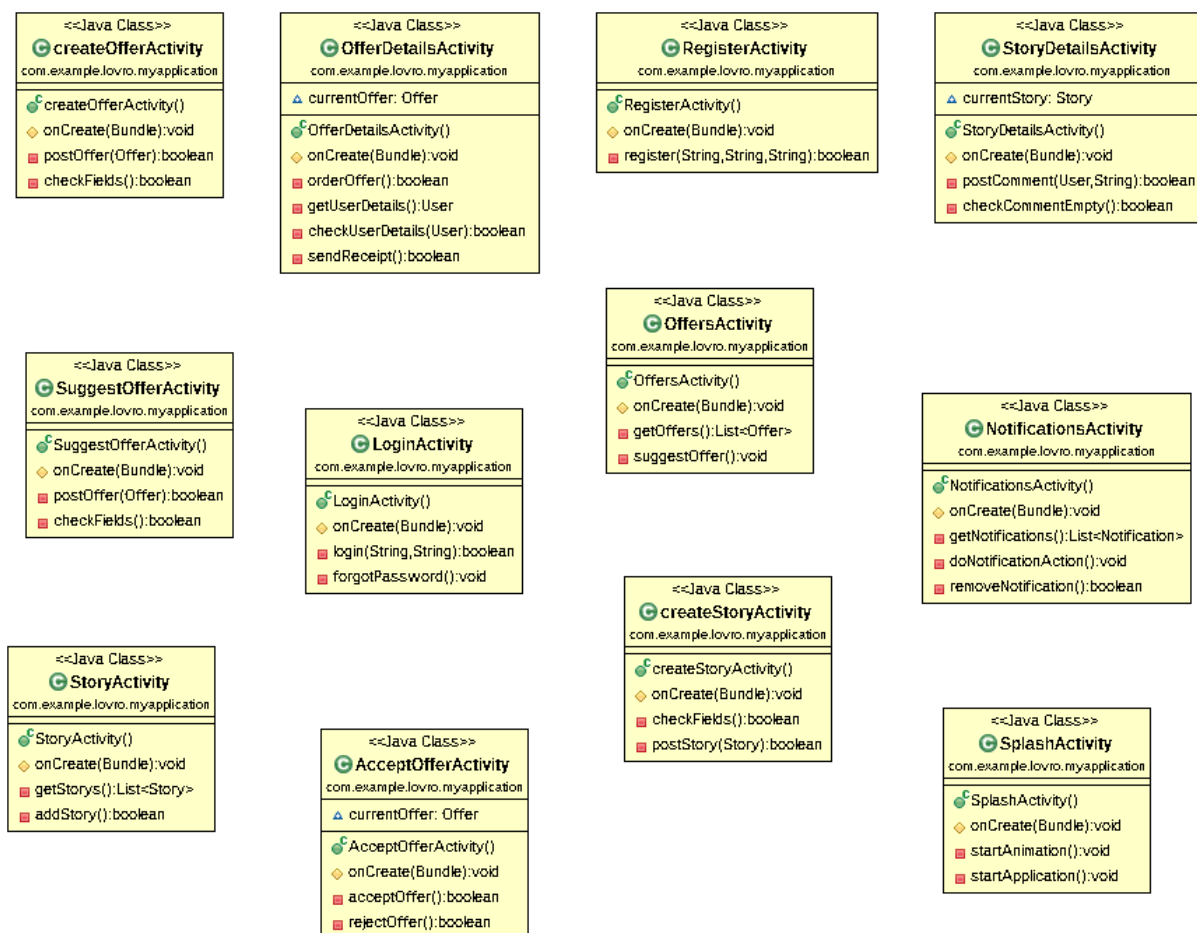 <<Java Class>>
createOfferActivity
com.example.lovro.myapplication
createOfferActivity()
onCreate(Bundle):void
postOffer(Offer):boolean
checkFields():boolean
<<Java Class>>
OfferDetailsActivity
com.example.lovro.myapplication
currentOffer: Offer
OfferDetailsActivity()
onCreate(Bundle):void
orderOffer():boolean
getUserDetails():User
checkUserDetails(User):boolean
sendReceipt():boolean
<<Java Class>>
RegisterActivity
com.example.lovro.myapplication
RegisterActivity()
onCreate(Bundle):void
register(String,String,String):boolean
<<Java Class>>
StoryDetailsActivity
com.example.lovro.myapplication
currentStory: Story
StoryDetailsActivity()
onCreate(Bundle):void
postComment(User,String):boolean
checkCommentEmpty():boolean
<<Java Class>>
SuggestOfferActivity
com.example.lovro.myapplication
SuggestOfferActivity()
onCreate(Bundle):void
postOffer(Offer):boolean
checkFields():boolean
<<Java Class>>
LoginActivity
com.example.lovro.myapplication
LoginActivity()
onCreate(Bundle):void
login(String,String):boolean
forgotPassword():void
<<Java Class>>
OffersActivity
com.example.lovro.myapplication
OffersActivity()
onCreate(Bundle):void
getOffers():List<Offer>
suggestOffer():void
<<Java Class>>
NotificationsActivity
com.example.lovro.myapplication
NotificationsActivity()
onCreate(Bundle):void
getNotifications():List<Notification>
doNotificationAction():void
removeNotification():boolean
<<Java Class>>
StoryActivity
com.example.lovro.myapplication
StoryActivity()
onCreate(Bundle):void
getStorys():List<Story>
addStory():boolean
<<Java Class>>
AcceptOfferActivity
com.example.lovro.myapplication
currentOffer: Offer
AcceptOfferActivity()
onCreate(Bundle):void
acceptOffer():boolean
rejectOffer():boolean
<<Java Class>>
createStoryActivity
com.example.lovro.myapplication
createStoryActivity()
onCreate(Bundle):void
checkFields():boolean
postStory(Story):boolean
<<Java Class>>
SplashActivity
com.example.lovro.myapplication
SplashActivity()
onCreate(Bundle):void
startAnimation():void
startApplication():void